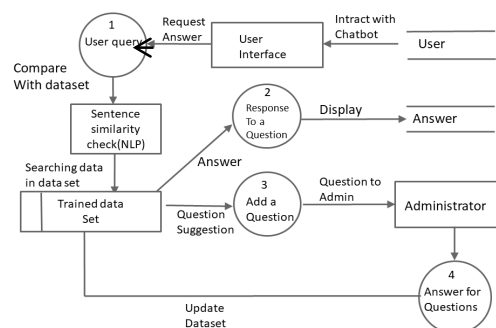 1
User query
Request
Answer
User
Interface
Intract with
Chatbot
User
Compare
With dataset
Sentence
similarity
check(NLP)
2
Response
To a
Question
Display
Answer
Searching data
in data set
Answer
Trained data
Set
Question
Suggestion
3
Add a
Question
Question to
Admin
Administrator
4
Answer for
Questions
Update
Dataset